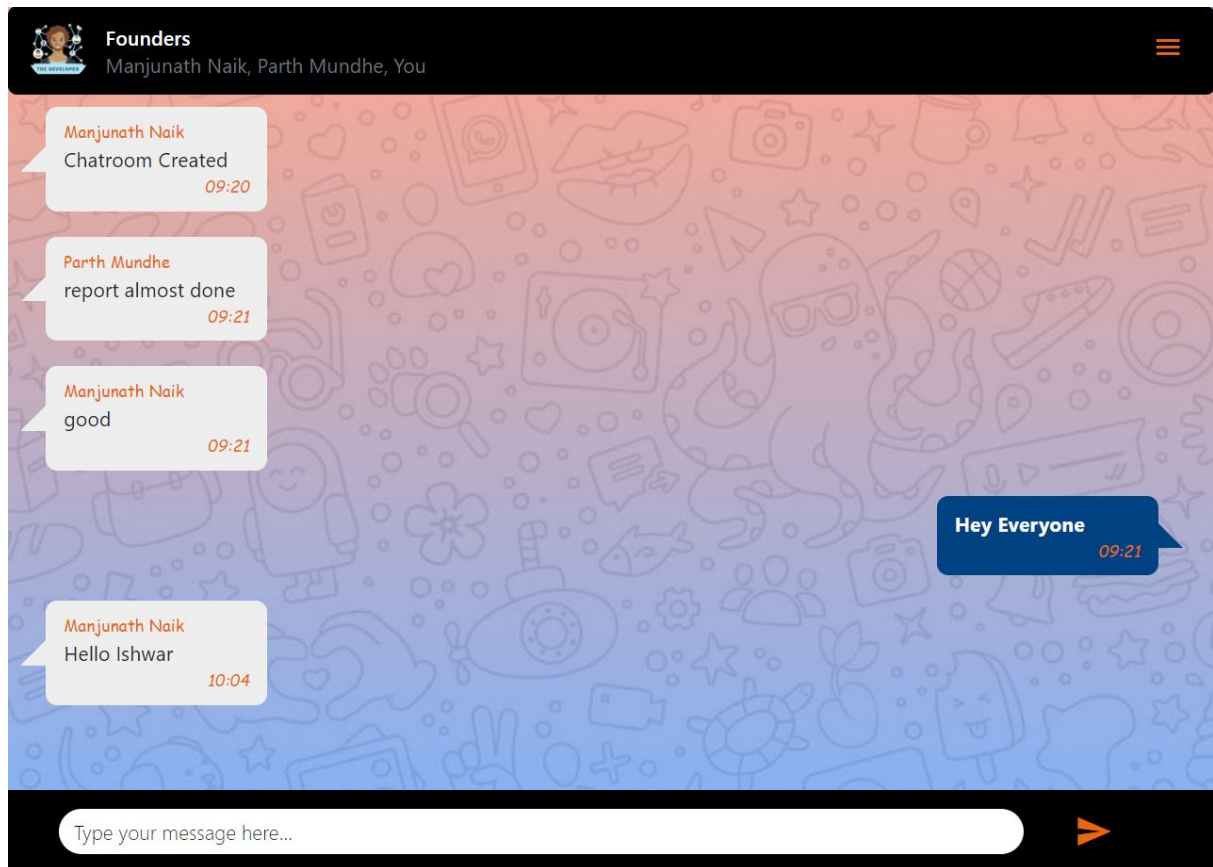 THE DEVELOPER
Founders
Manjunath Naik, Parth Mundhe, You
Manjunath Naik
Chatroom Created
09:20
Parth Mundhe
report almost done
09:21
Manjunath Naik
good
09:21
Hey Everyone
09:21
Manjunath Naik
Hello Ishwar
10:04
Type your message here...